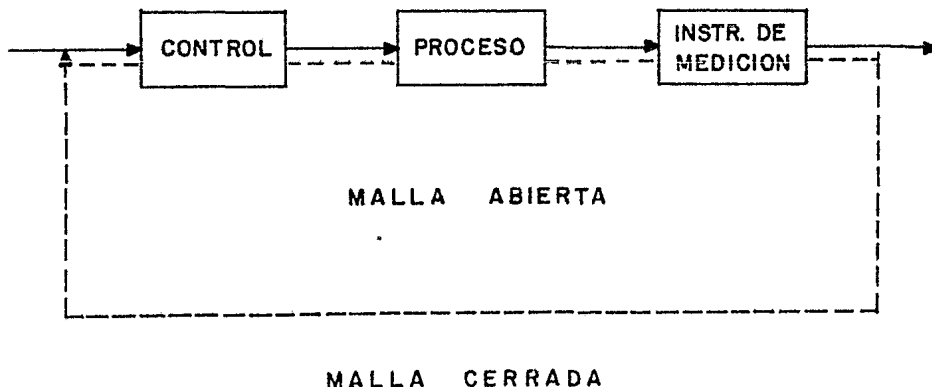 CONTROL
PROCESO
INSTR. DE
MEDICION
MALLA ABIERTA
MALLA CERRADA